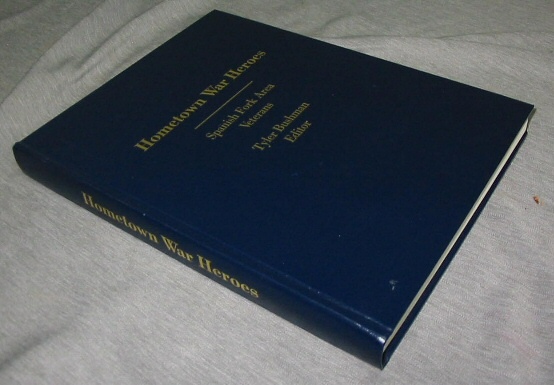 Hometown War Heroes
Spanish Fork Area
Veterans
Tyler Bushman
Editor
Hometown War Heroes